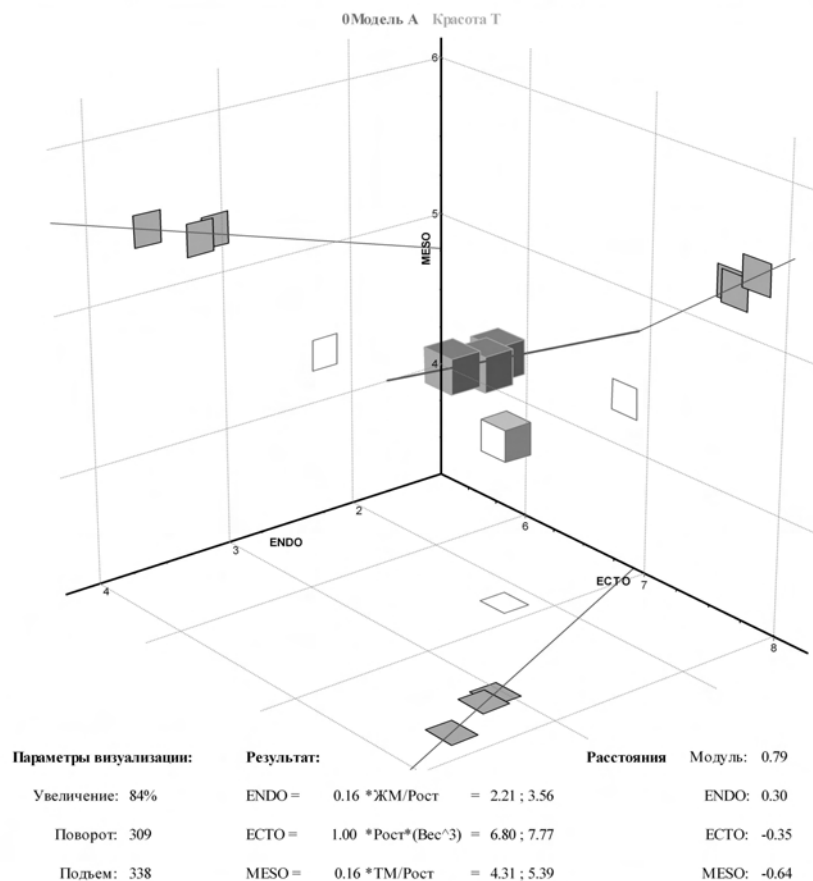 0Модель А Красота Т
6
5
MESO
4
2
6
ENDO
3
ECTO
7
4
8
Параметры визуализации: Результат: Расстояния Модуль: 0.79
Увеличение: 84% ENDO = 0.16 *ЖМ/Рост = 2.21 ; 3.56 ENDO: 0.30
Поворот: 309 ECTO = 1.00 *Рост*(Вес^3) = 6.80 ; 7.77 ECTO: -0.35
Подъем: 338 MESO = 0.16 *ТМ/Рост = 4.31 ; 5.39 MESO: -0.64